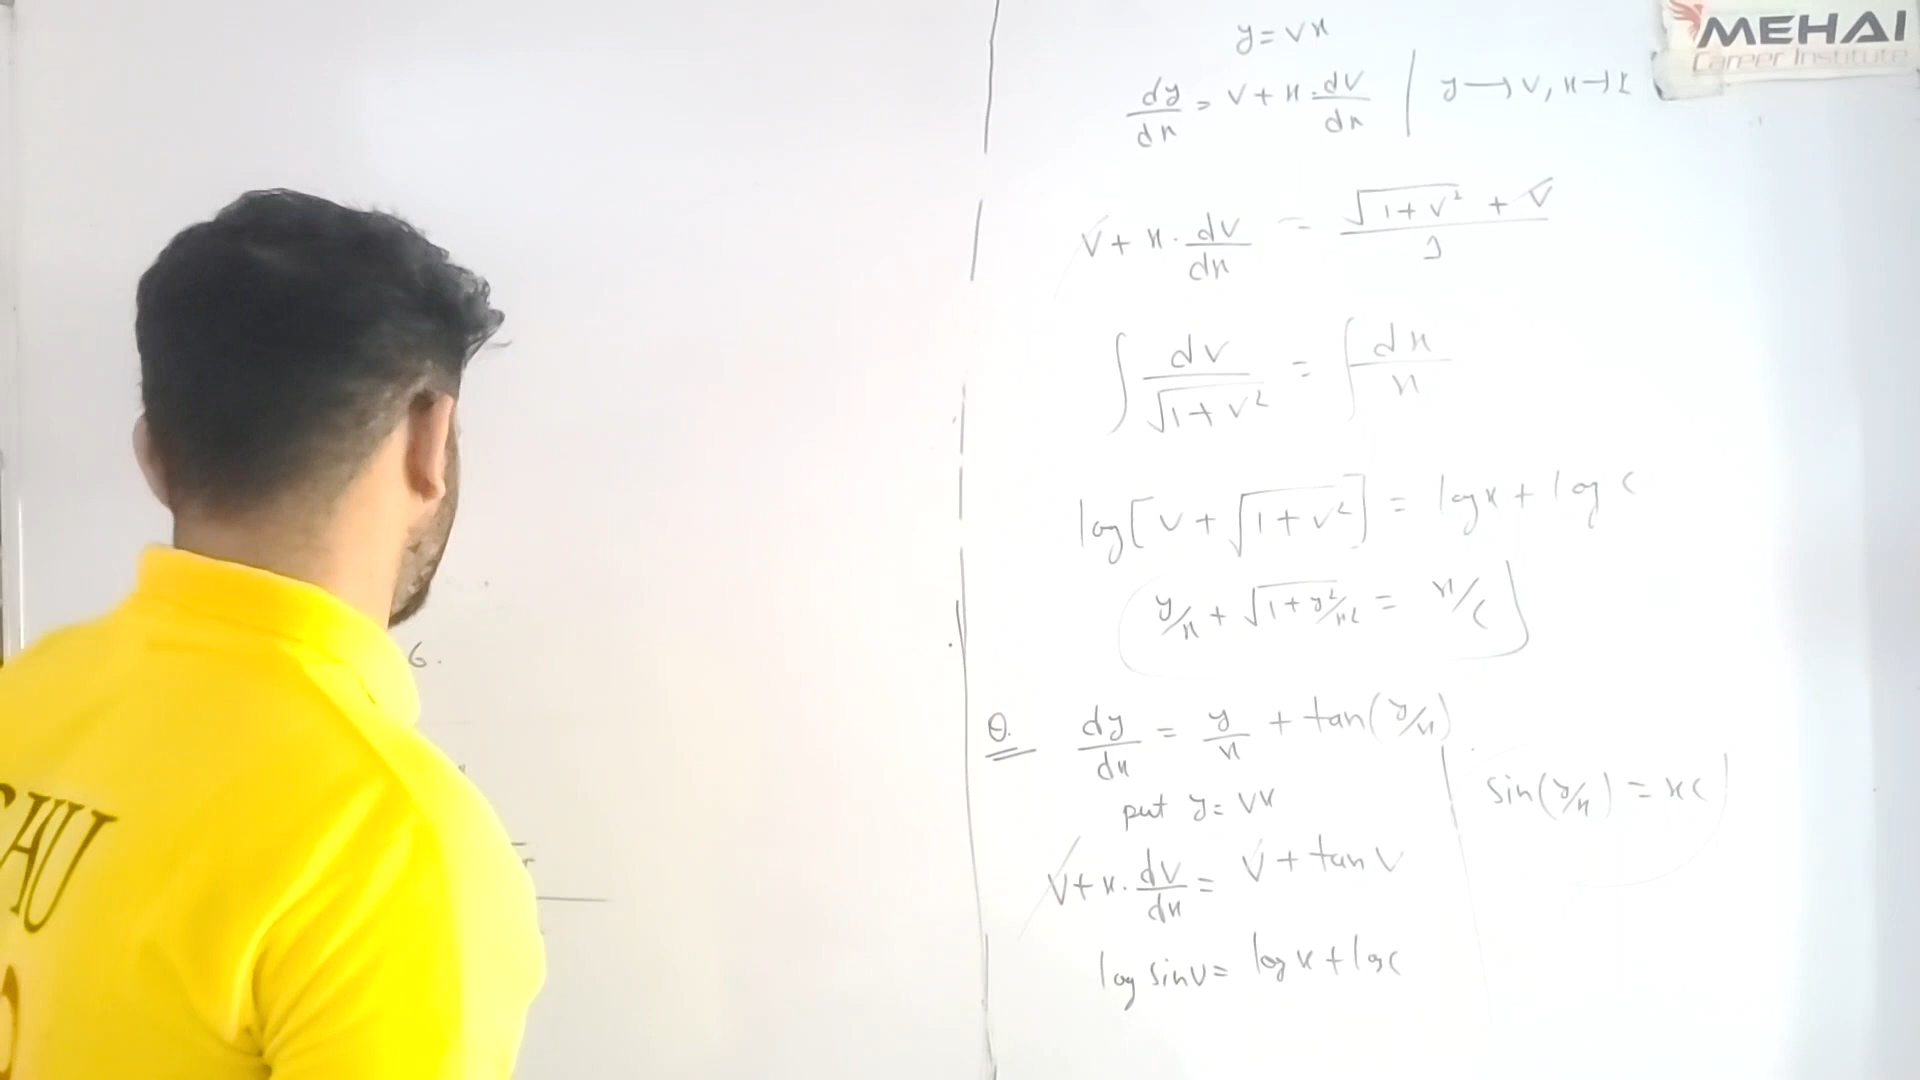 MEHAI
Career Institute
y = vx
dy/dx = v + x · dv/dx | y → v, x → 1
v + x · dv/dx = (√(1 + v²) + v)/1
∫ dv/√(1 + v²) = ∫ dx/x
log[v + √(1 + v²)] = log x + log c
y/x + √(1 + y²/x²) = x/c
Q. dy/dx = y/x + tan(y/x)
put y = vx
v + x · dv/dx = v + tan v
log sin v = log x + log c
sin(y/x) = xc
6.